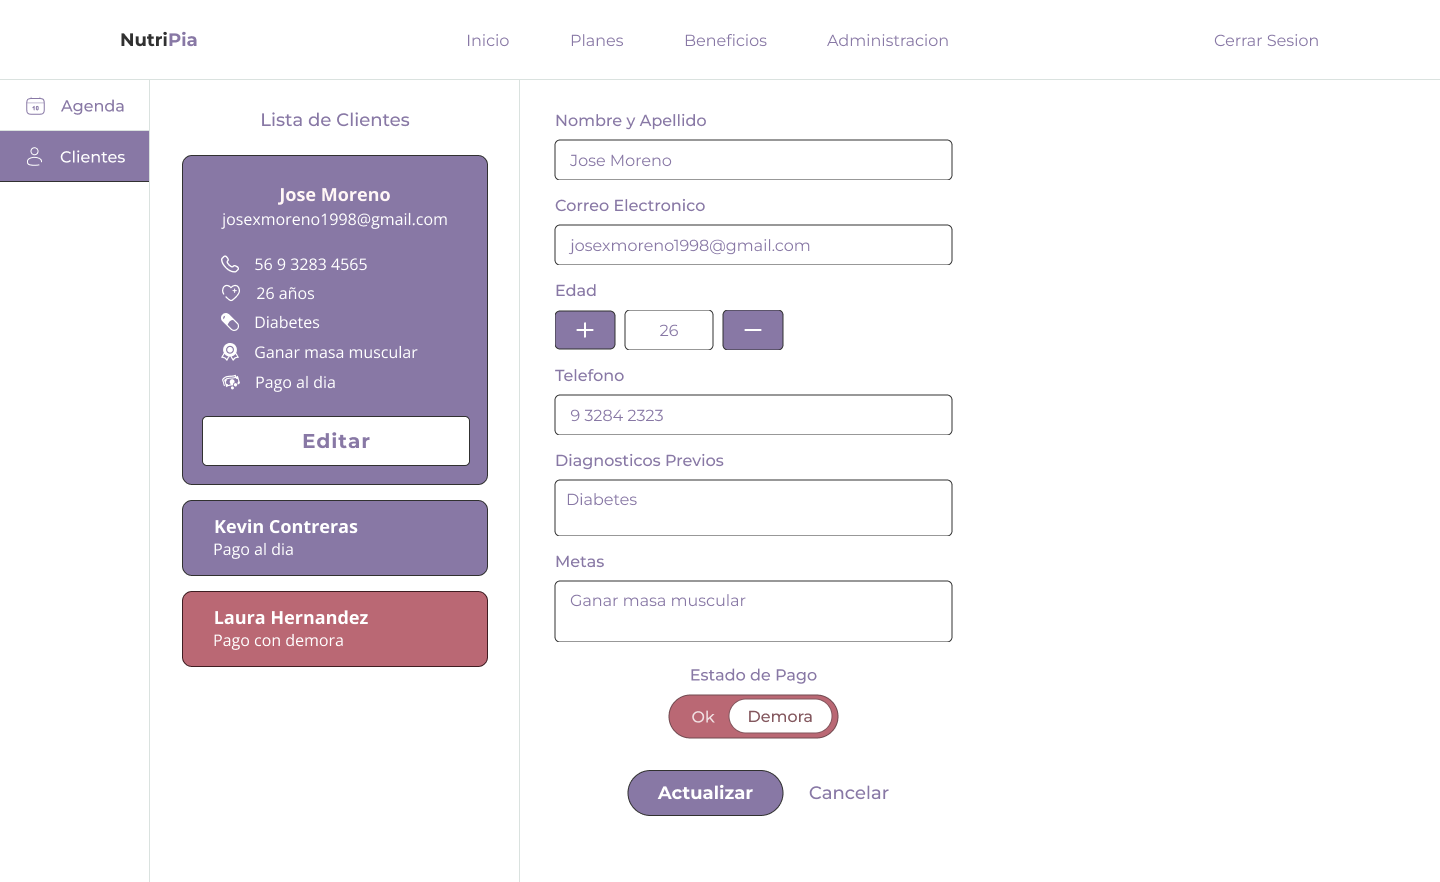 NutriPia
Inicio
Planes
Beneficios
Administracion
Cerrar Sesion
Agenda
Clientes
Lista de Clientes
Jose Moreno
josexmoreno1998@gmail.com
56 9 3283 4565
26 años
Diabetes
Ganar masa muscular
Pago al dia
Editar
Kevin Contreras
Pago al dia
Laura Hernandez
Pago con demora
Nombre y Apellido
Jose Moreno
Correo Electronico
josexmoreno1998@gmail.com
Edad
26
Telefono
9 3284 2323
Diagnosticos Previos
Diabetes
Metas
Ganar masa muscular
Estado de Pago
Ok
Demora
Actualizar
Cancelar